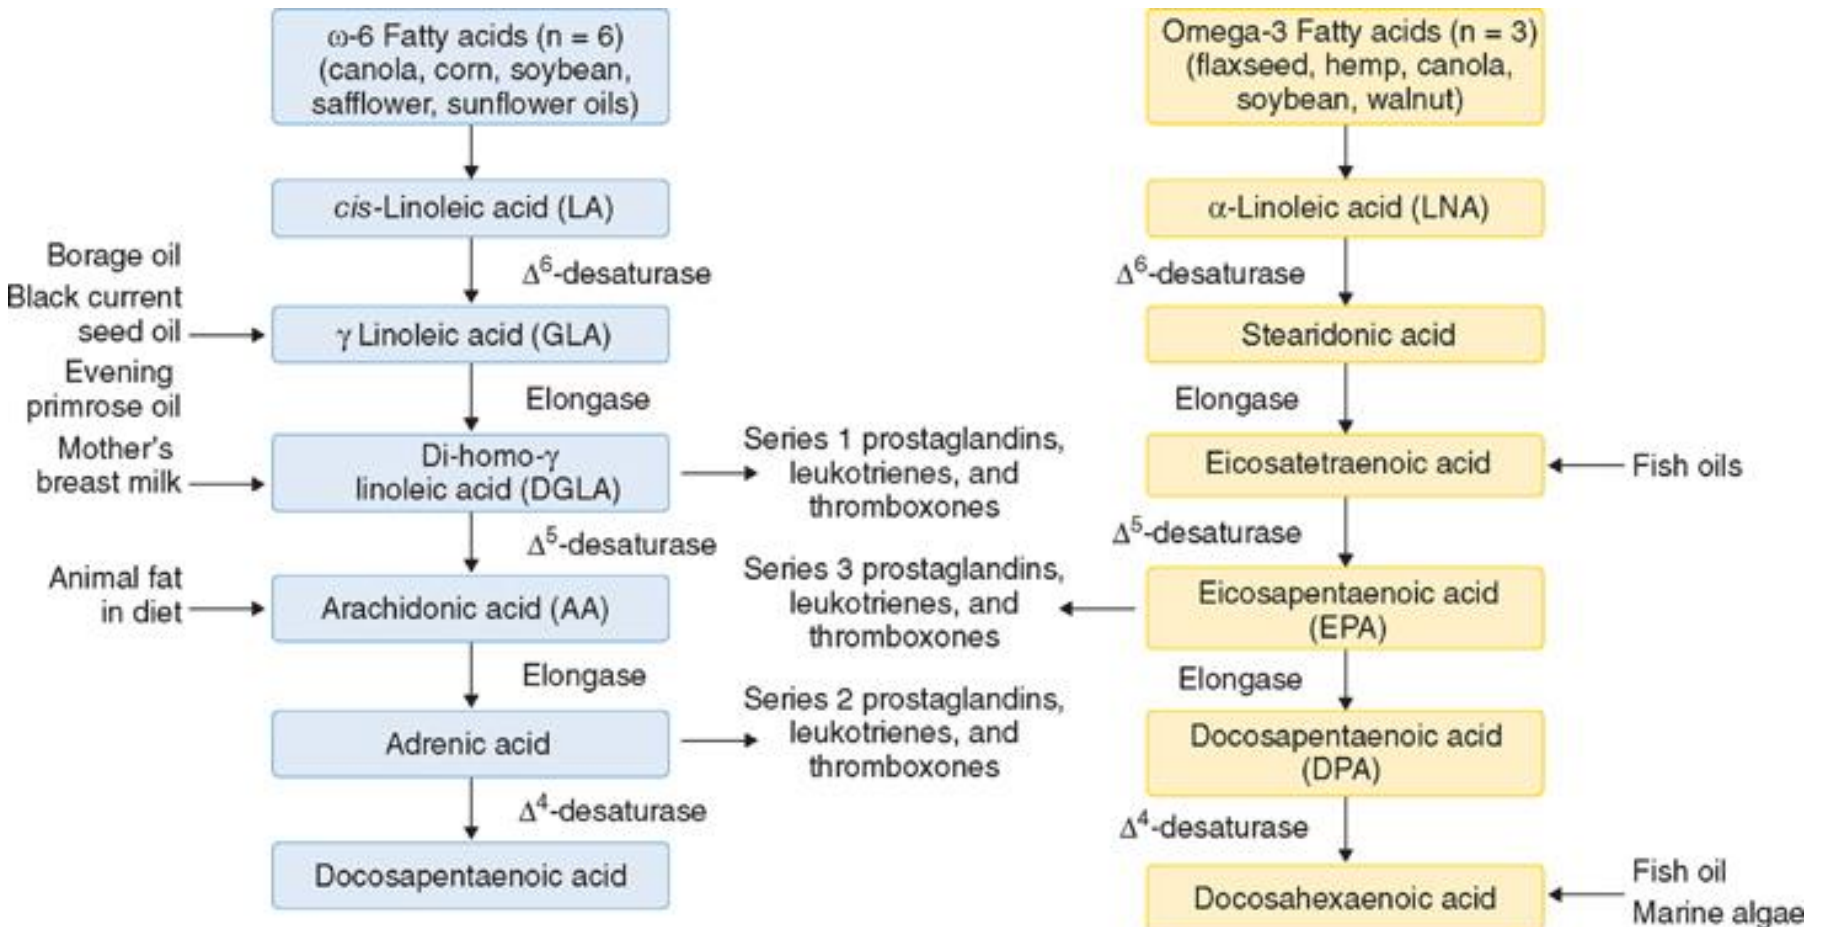 ω-6 Fatty acids (n = 6)
(canola, corn, soybean,
safflower, sunflower oils)
cis-Linoleic acid (LA)
Δ6-desaturase
Borage oil
Black current
seed oil
γ Linoleic acid (GLA)
Evening
primrose oil
Elongase
Mother's
breast milk
Di-homo-γ
linoleic acid (DGLA)
Series 1 prostaglandins,
leukotrienes, and
thromboxones
Δ5-desaturase
Animal fat
in diet
Arachidonic acid (AA)
Series 3 prostaglandins,
leukotrienes, and
thromboxones
Elongase
Adrenic acid
Series 2 prostaglandins,
leukotrienes, and
thromboxones
Δ4-desaturase
Docosapentaenoic acid
Omega-3 Fatty acids (n = 3)
(flaxseed, hemp, canola,
soybean, walnut)
α-Linoleic acid (LNA)
Δ6-desaturase
Stearidonic acid
Elongase
Eicosatetraenoic acid
Fish oils
Δ5-desaturase
Eicosapentaenoic acid
(EPA)
Elongase
Docosapentaenoic acid
(DPA)
Δ4-desaturase
Docosahexaenoic acid
Fish oil
Marine algae